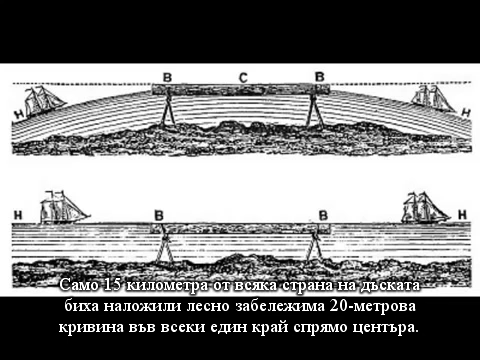 B C B
H H
H B B H
Само 15 километра от всяка страна на дъската
биха наложили лесно забележима 20-метрова
кривина във всеки един край спрямо центъра.